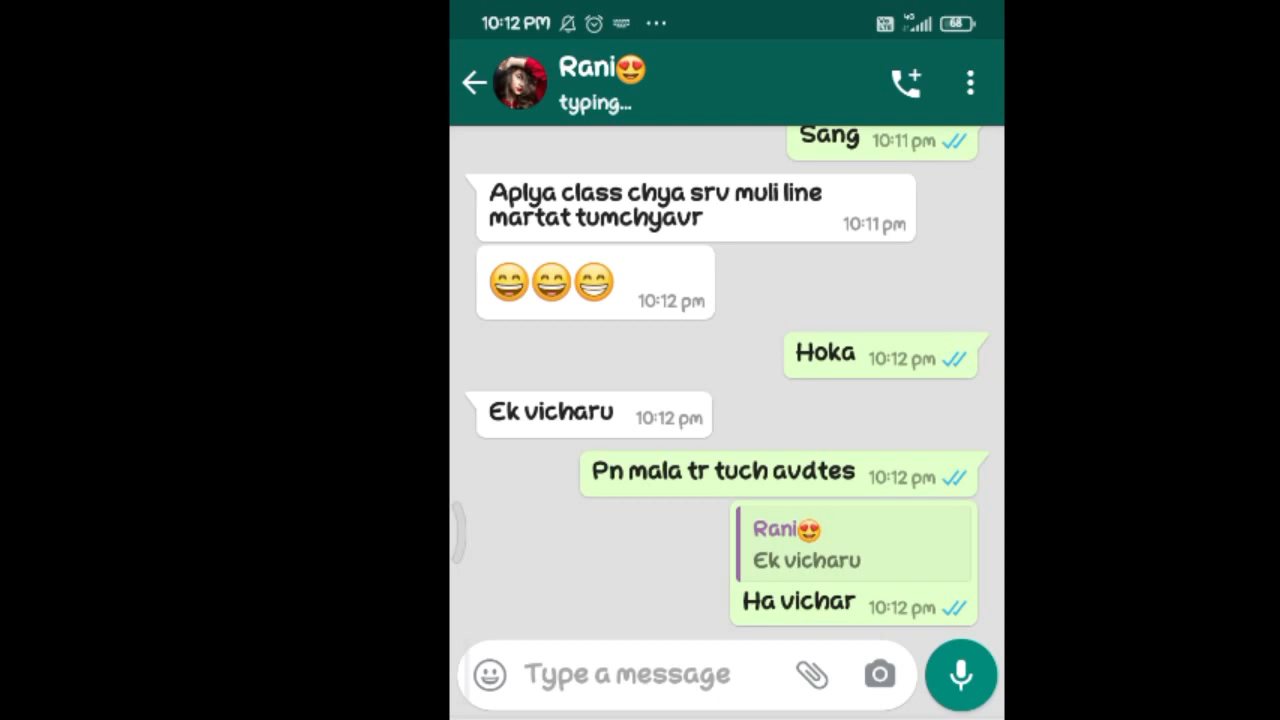 10:12 PM ... 4G 68
Rani😍
typing...
Sang 10:11 pm
Aplya class chya srv muli line
martat tumchyavr 10:11 pm
😄😄😁 10:12 pm
Hoka 10:12 pm
Ek vicharu 10:12 pm
Pn mala tr tuch avdtes 10:12 pm
Rani😍
Ek vicharu
Ha vichar 10:12 pm
Type a message